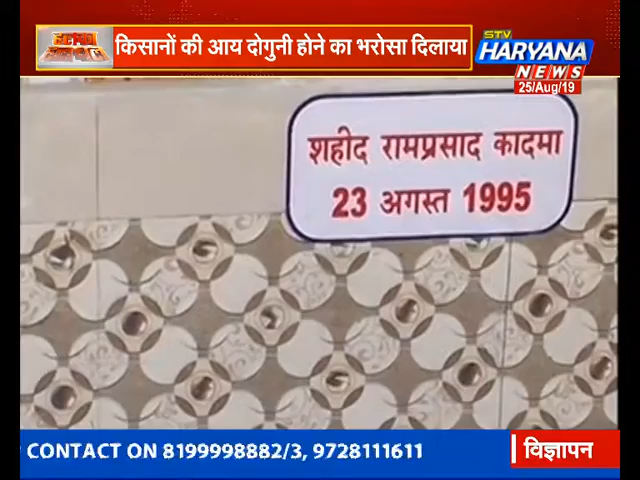 किसानों की आय दोगुनी होने का भरोसा दिलाया
STV
HARYANA
NEWS
25/Aug/19
शहीद रामप्रसाद कादमा
23 अगस्त 1995
CONTACT ON 8199998882/3, 9728111611
विज्ञापन